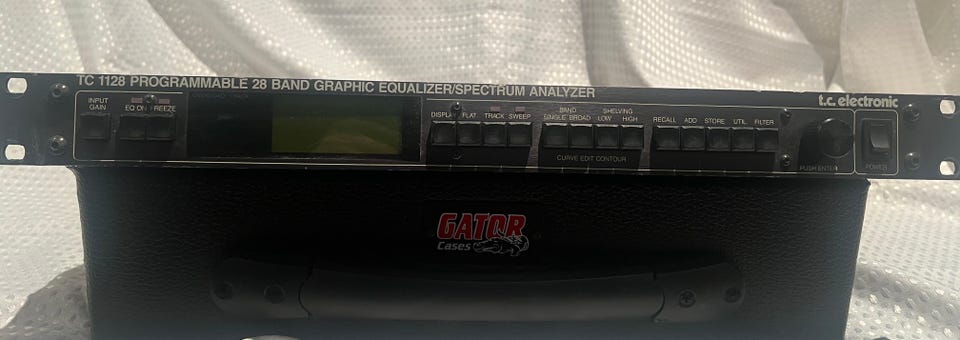 TC 1128 PROGRAMMABLE 28 BAND GRAPHIC EQUALIZER/SPECTRUM ANALYZER
t.c. electronic
INPUT GAIN
EQ ON FREEZE
DISPLAY FLAT TRACK SWEEP
BAND SHELVING
SINGLE BROAD LOW HIGH
RECALL ADD STORE UTIL. FILTER
CURVE EDIT CONTOUR
PUSH ENTER
POWER
GATOR
Cases